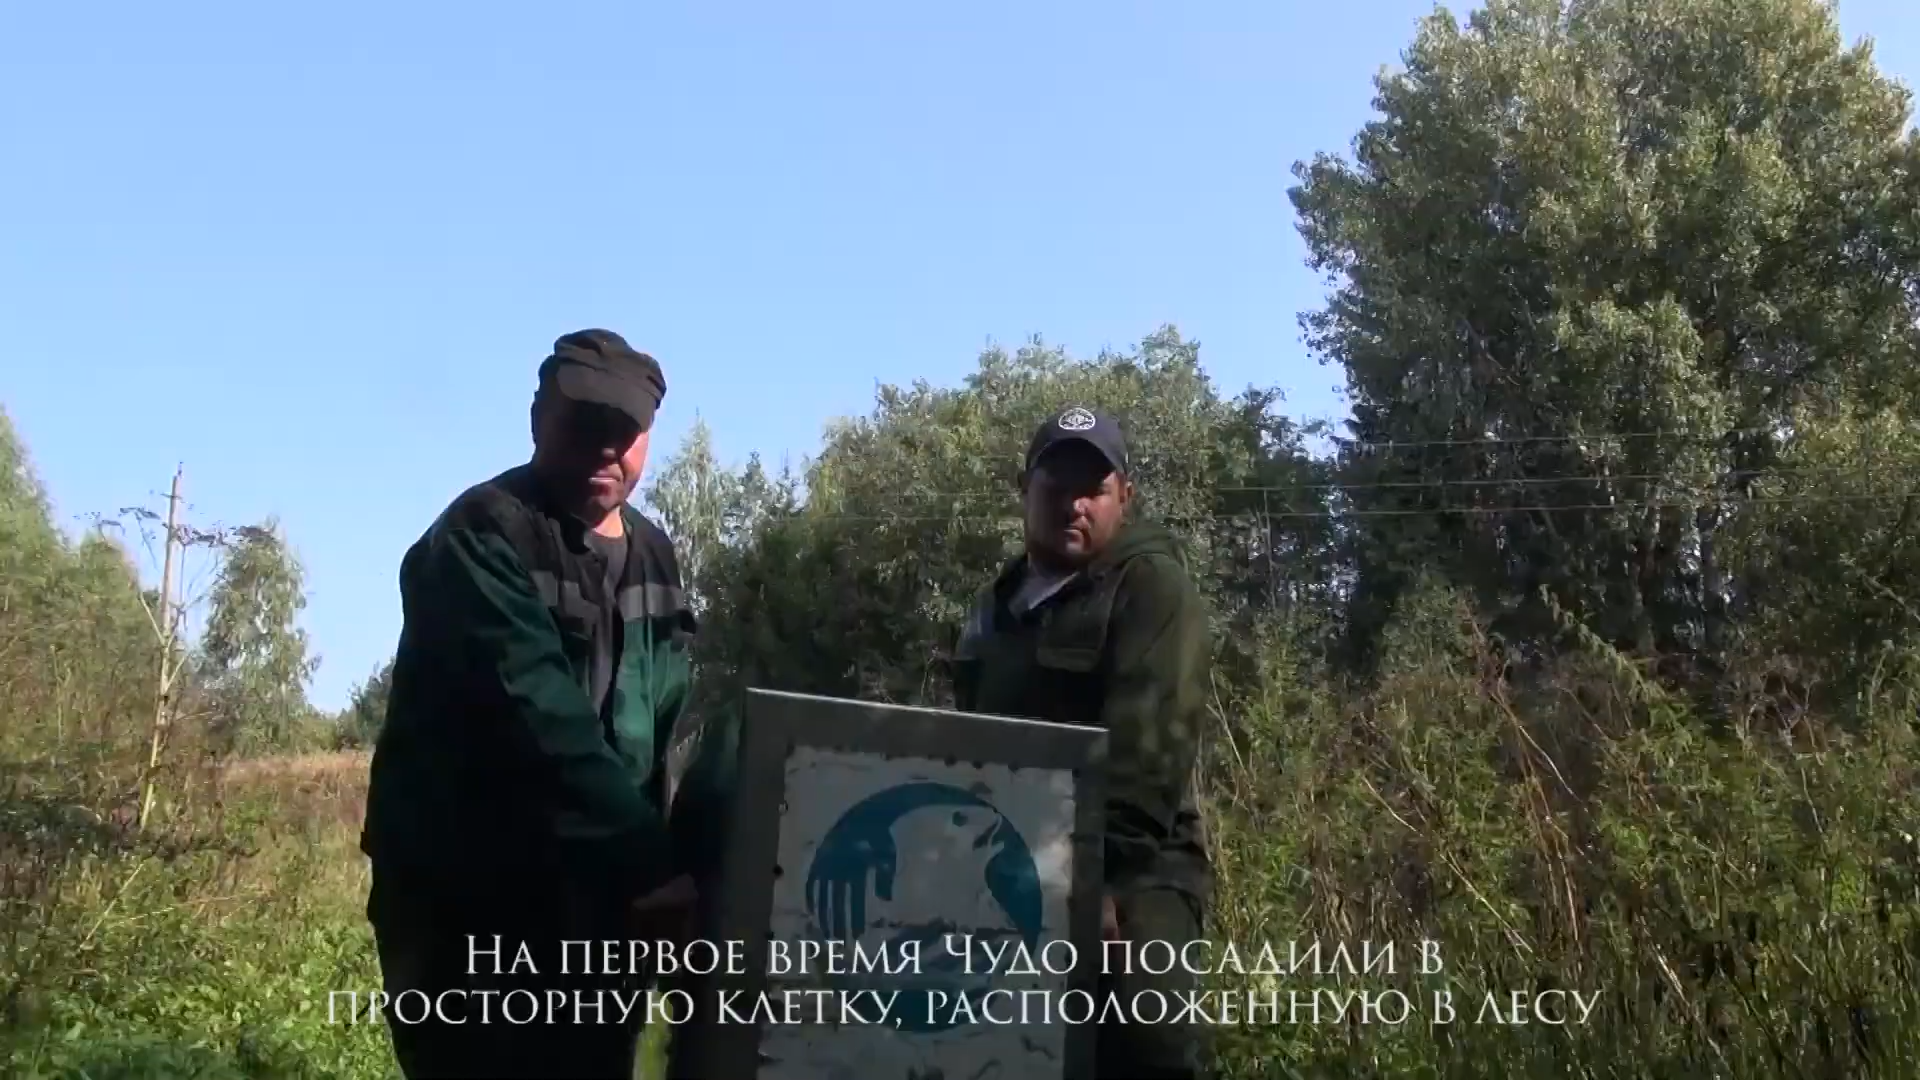 На первое время Чудо посадили в
просторную клетку, расположенную в лесу